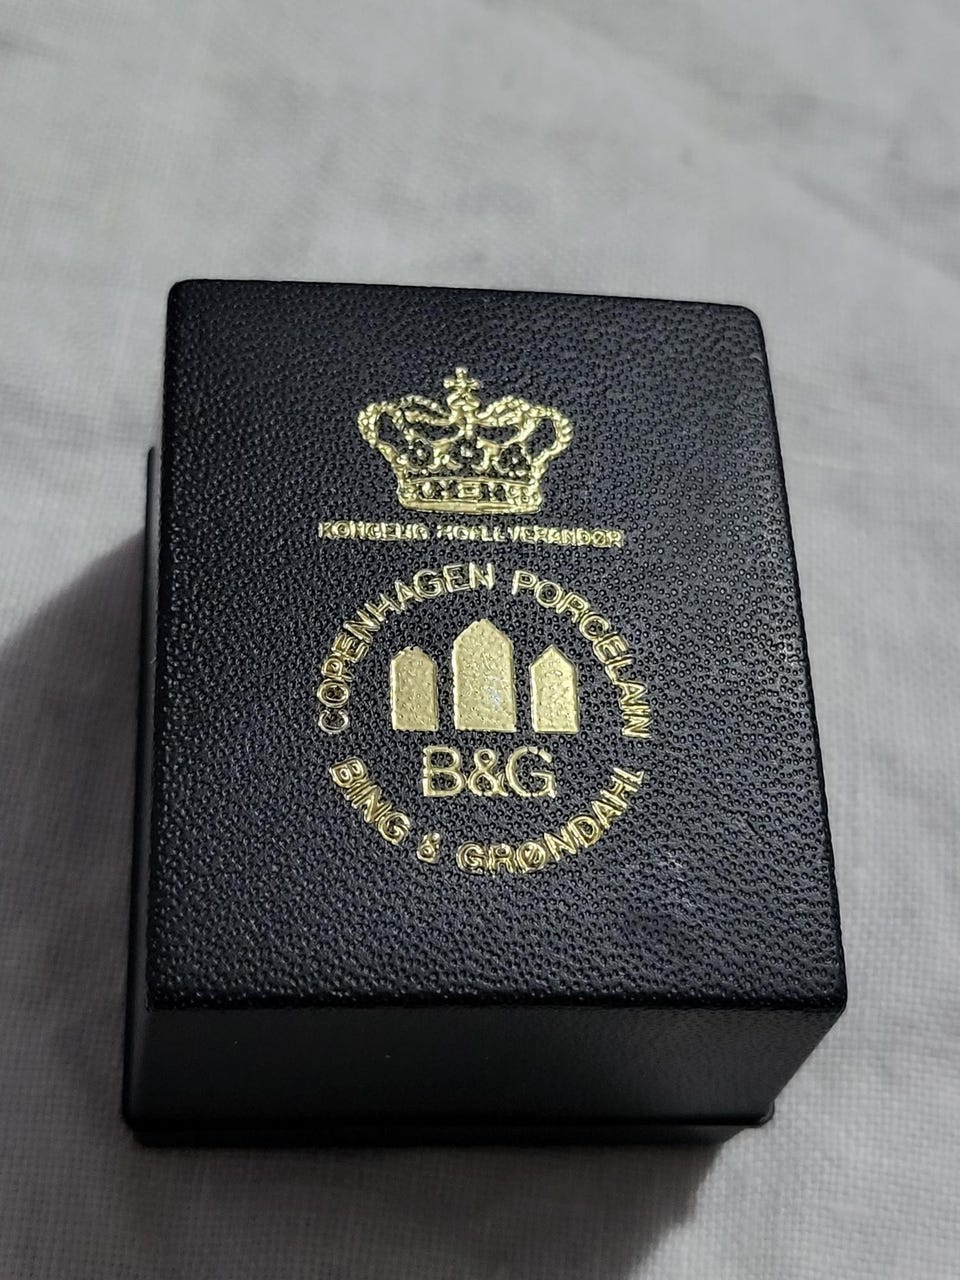 KONGELIG HOFLEVERANDØR
COPENHAGEN PORCELAIN
B&G
BING & GRØNDAHL